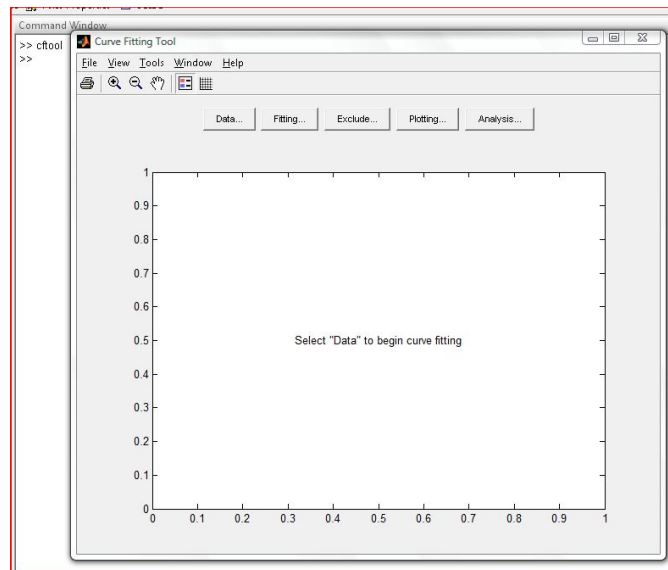 Command Window
>> cftool
>>
Curve Fitting Tool
File View Tools Window Help
Data... Fitting... Exclude... Plotting... Analysis...
1
0.9
0.8
0.7
0.6
0.5
Select "Data" to begin curve fitting
0.4
0.3
0.2
0.1
0
0 0.1 0.2 0.3 0.4 0.5 0.6 0.7 0.8 0.9 1